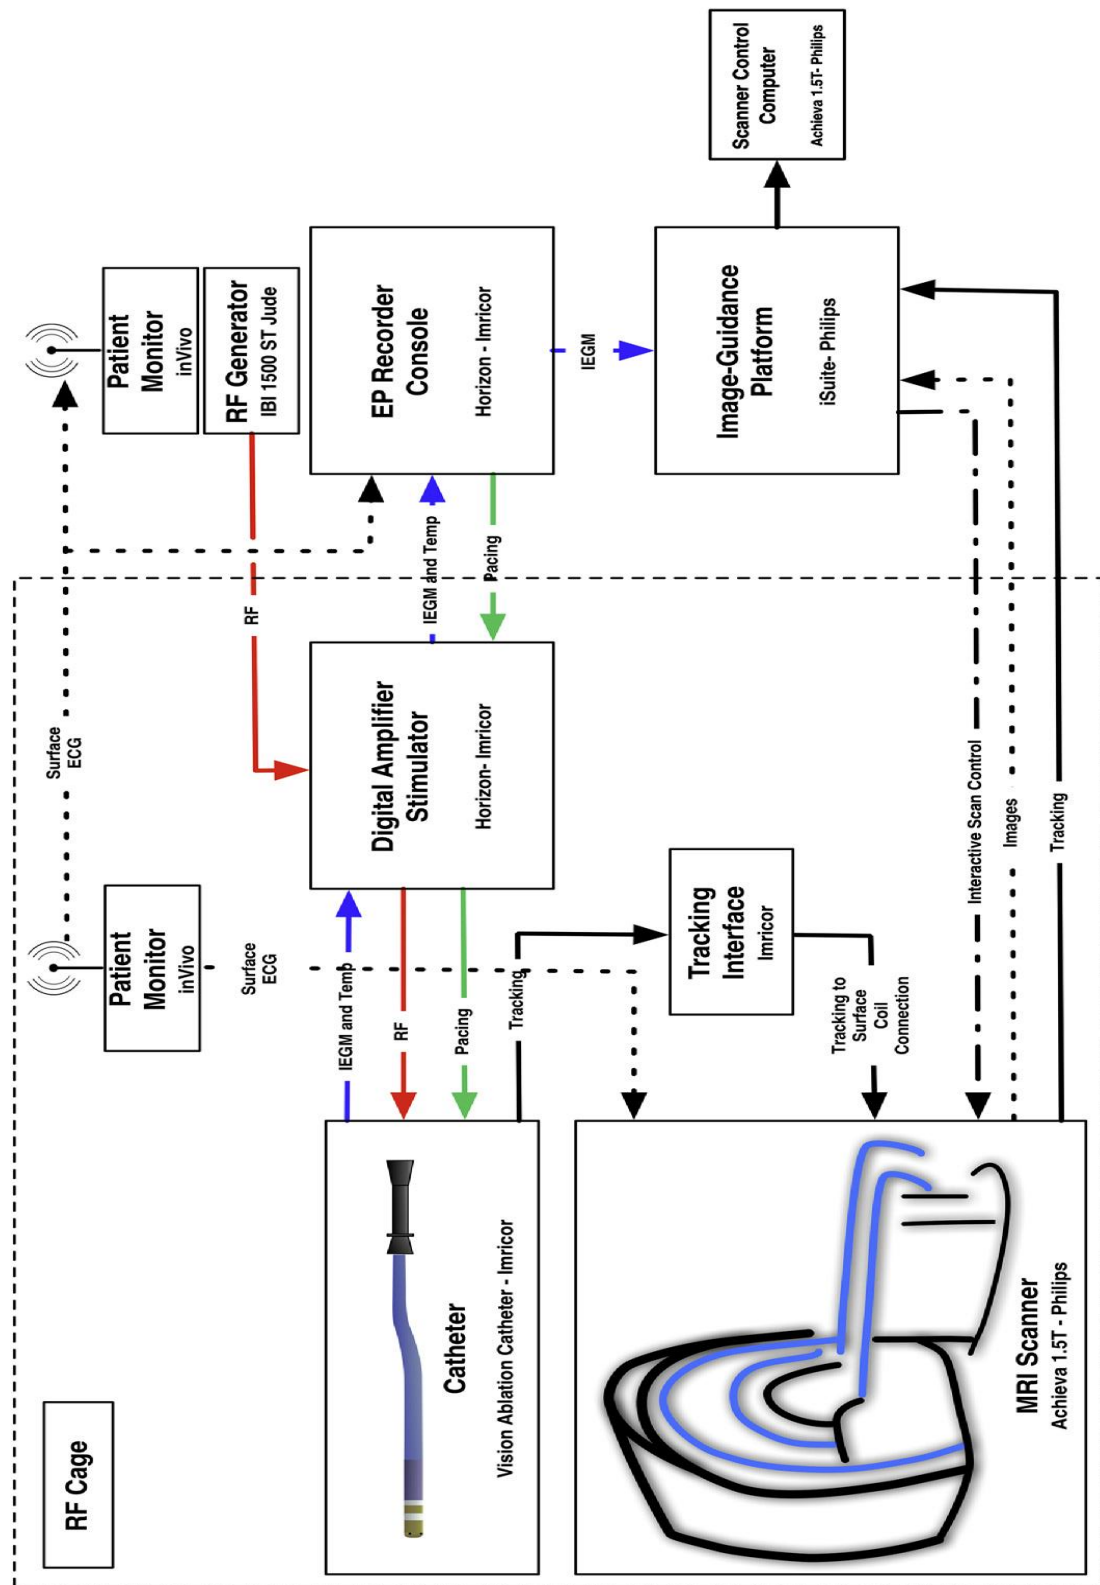 RF Cage
Patient
Monitor
inVivo
Surface
ECG
Surface
ECG
Patient
Monitor
inVivo
RF Generator
IBI 1500 ST Jude
Catheter
Vision Ablation Catheter - Imricor
IEGM and Temp
RF
Pacing
Tracking
Digital Amplifier
Stimulator
Horizon- Imricor
RF
IEGM and Temp
Pacing
EP Recorder
Console
Horizon - Imricor
IEGM
MRI Scanner
Achieva 1.5T - Philips
Tracking to
Surface
Coil
Connection
Tracking
Interface
Imricor
Interactive Scan Control
Images
Tracking
Image-Guidance
Platform
iSuite- Philips
Scanner Control
Computer
Achieva 1.5T- Philips